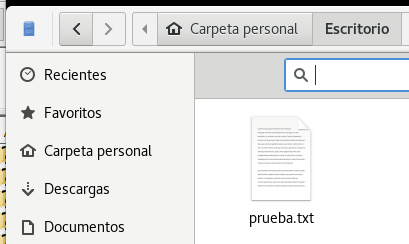 Carpeta personal Escritorio
Recientes
Favoritos
Carpeta personal
Descargas
Documentos
prueba.txt